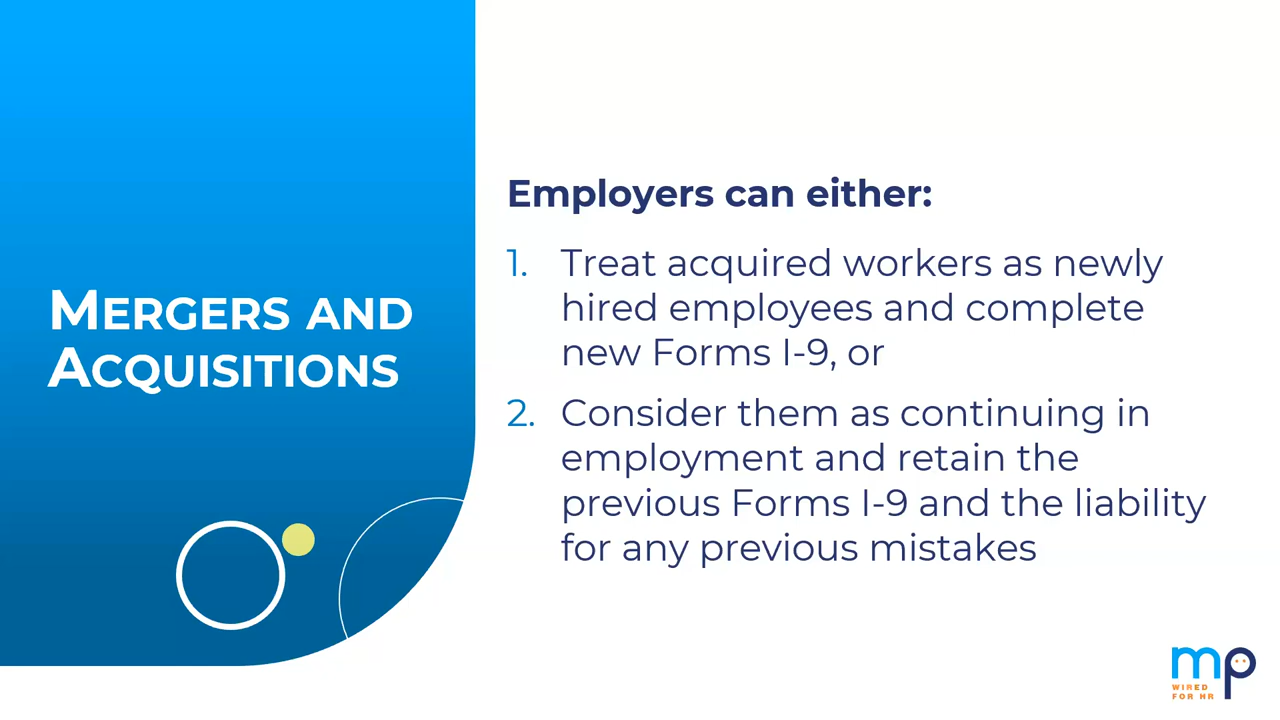 MERGERS AND
ACQUISITIONS
Employers can either:
1. Treat acquired workers as newly
hired employees and complete
new Forms I-9, or
2. Consider them as continuing in
employment and retain the
previous Forms I-9 and the liability
for any previous mistakes
mp
WIRED
FOR HR